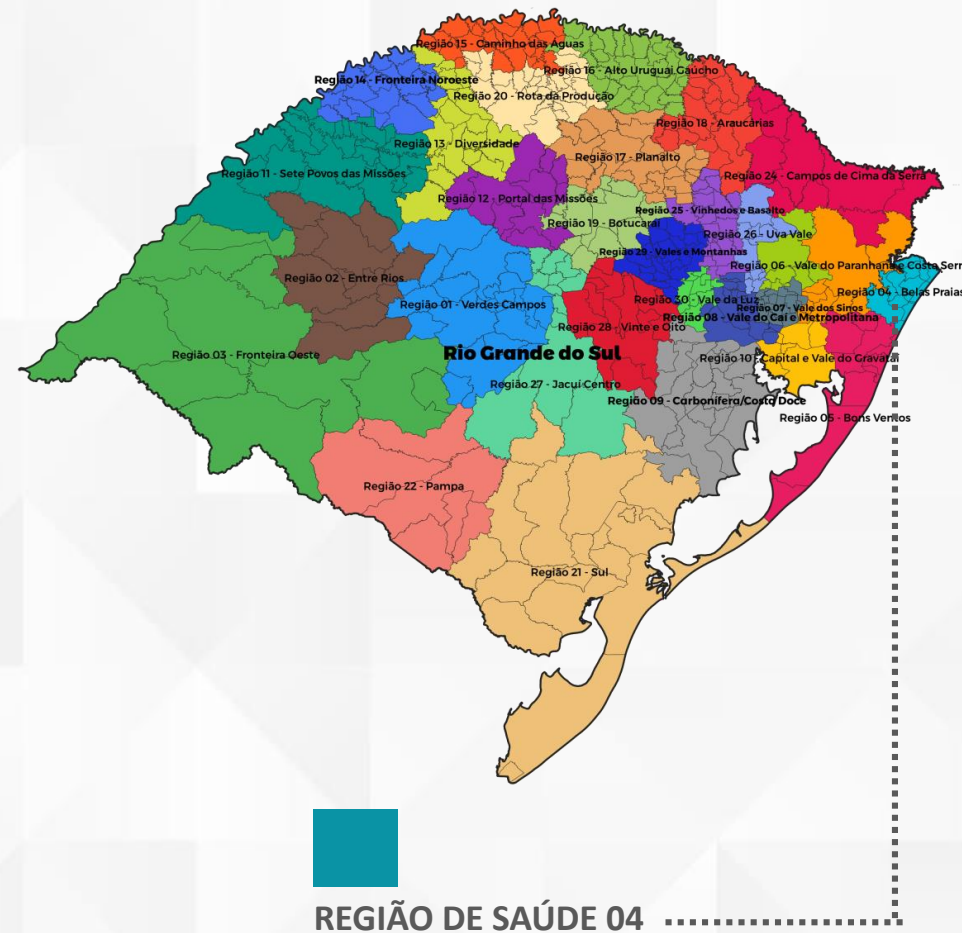 Região 15 - Caminho das Águas
Região 16 - Alto Uruguai Gaúcho
Região 14 - Fronteira Noroeste
Região 20 - Rota da Produção
Região 18 - Araucárias
Região 13 - Diversidade
Região 17 - Planalto
Região 11 - Sete Povos das Missões
Região 24 - Campos de Cima da Serra
Região 12 - Portal das Missões
Região 25 - Vinhedos e Basalto
Região 19 - Botucaraí
Região 26 - Uva Vale
Região 29 - Vales e Montanhas
Região 06 - Vale do Paranhana e Costa Serr
Região 02 - Entre Rios
Região 04 - Belas Praias
Região 01 - Verdes Campos
Região 30 - Vale da Luz
Região 07 - Vale dos Sinos
Região 08 - Vale do Caí e Metropolitana
Região 28 - Vinte e Oito
Região 03 - Fronteira Oeste
Rio Grande do Sul
Região 10 - Capital e Vale do Gravataí
Região 27 - Jacuí Centro
Região 09 - Carbonífera/Costa Doce
Região 05 - Bons Ventos
Região 22 - Pampa
Região 21 - Sul
REGIÃO DE SAÚDE 04